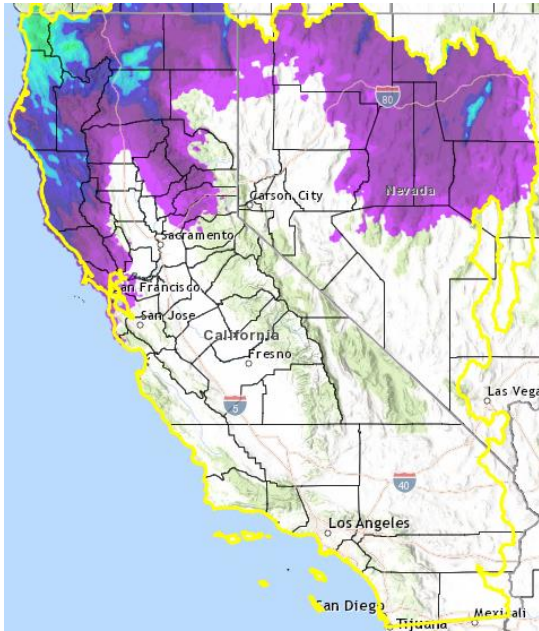 80
Nevada
Carson City
Sacramento
an Francisco
San Jose
California
Fresno
5
Las Vega
40
Los Angeles
San Diego
Tijuana
Mexicali